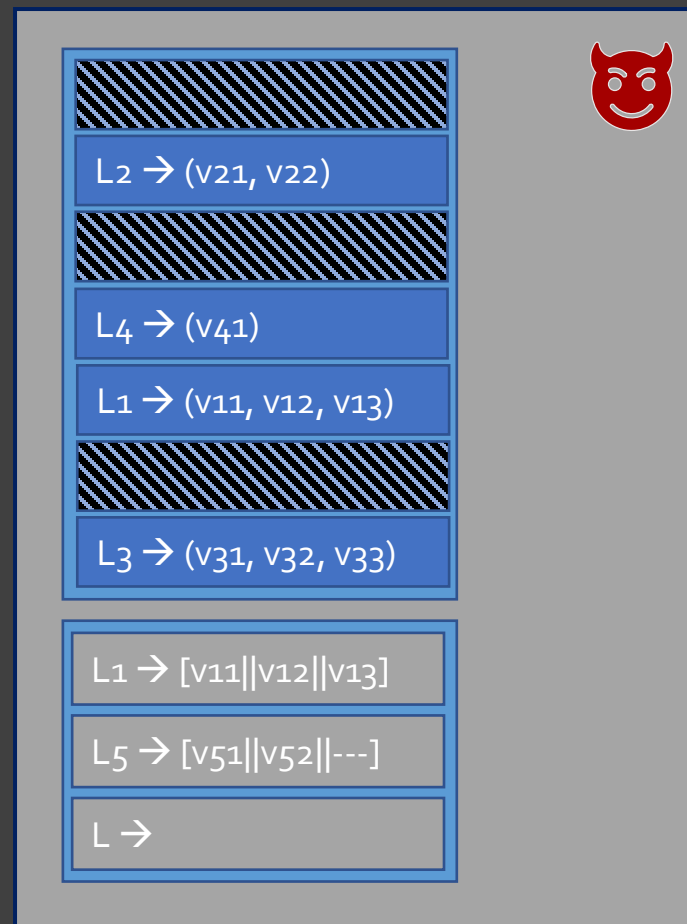 L2 → (v21, v22)
L4 → (v41)
L1 → (v11, v12, v13)
L3 → (v31, v32, v33)
L1 → [v11||v12||v13]
L5 → [v51||v52||---]
L →